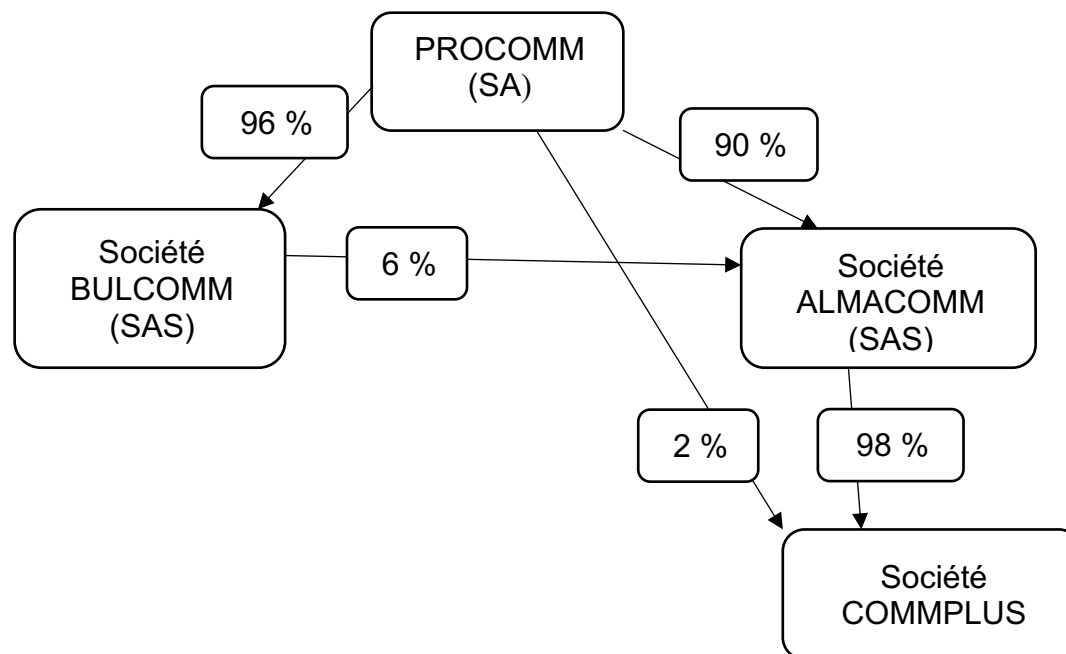 PROCOMM
(SA)
96 %
90 %
Société
BULCOMM
(SAS)
6 %
Société
ALMACOMM
(SAS)
2 %
98 %
Société
COMMPLUS